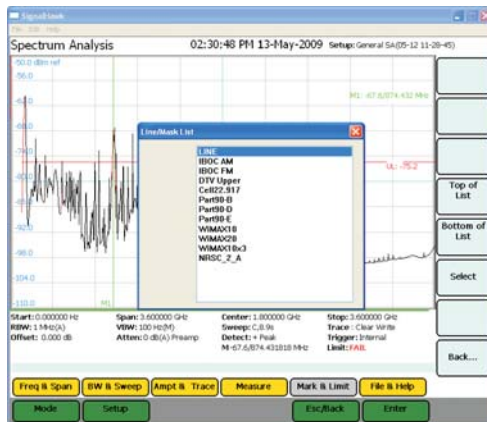 SignalHawk
File Edit Help
Spectrum Analysis 02:30:48 PM 13-May-2009 Setup: General SA(05-12 11-28-45)
-50.0 dBm ref
-56.0
M1: -67.6/874.432 MHz
-62.0
Line/Mask List
LINE
IBOC AM
IBOC FM
DTV Upper
Cell22.917
Part90-B
Part90-D
Part90-E
WiMAX10
WiMAX20
WiMAX10x3
NRSC_2_A
UL: -75.2
-98.0
-104.0
-110.0
M1
Top of List
Bottom of List
Select
Back...
Start: 0.000000 Hz Span: 3.600000 GHz Center: 1.800000 GHz Stop: 3.600000 GHz
RBW: 1 MHz(A) VBW: 100 Hz(M) Sweep: C,8.9s Trace : Clear Write
Offset: 0.000 dB Atten: 0 dB(A) Preamp Detect: + Peak Trigger: Internal
M -67.6/874.431818 MHz Limit: FAIL
Freq & Span BW & Sweep Ampt & Trace Measure Mark & Limit File & Help
Mode Setup Esc/Back Enter